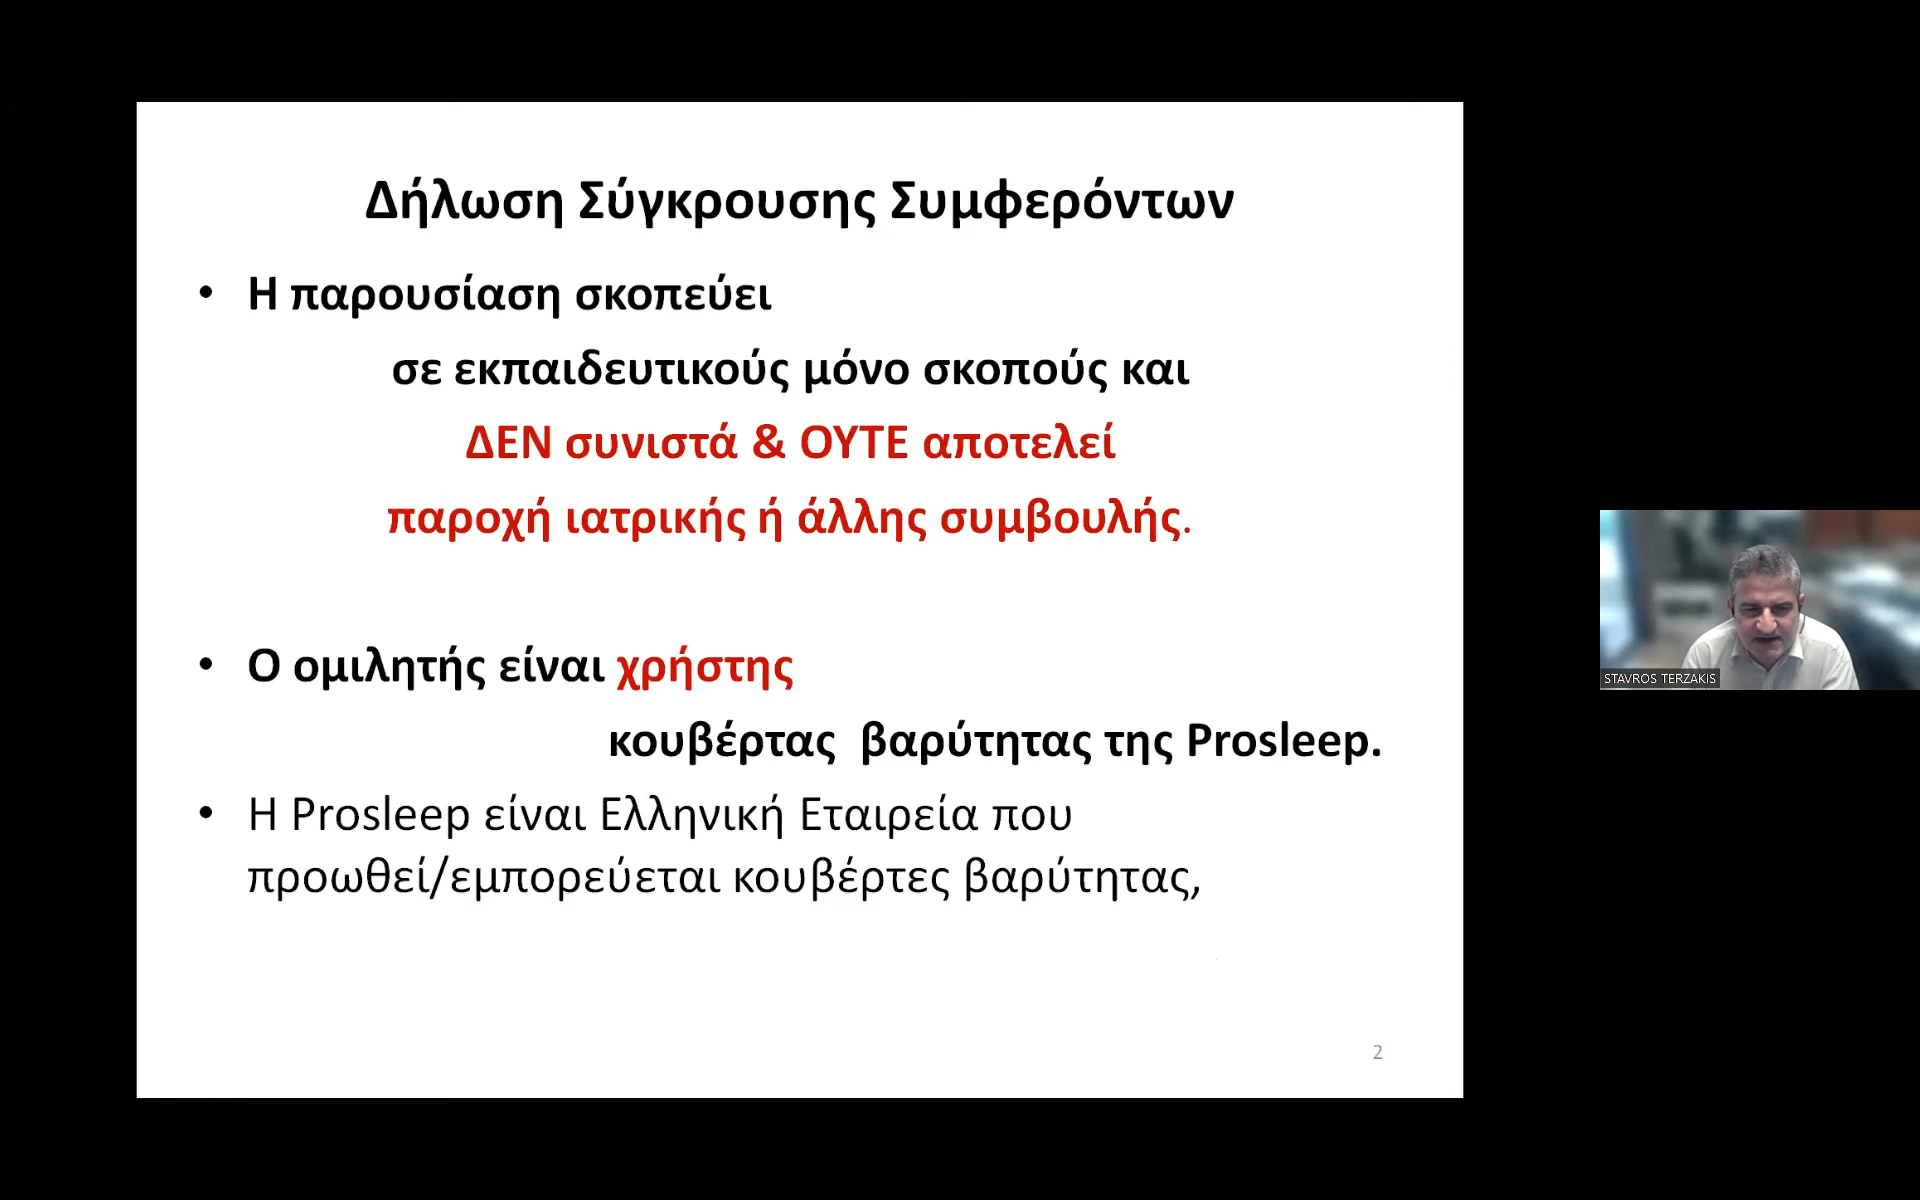 Δήλωση Σύγκρουσης Συμφερόντων
• Η παρουσίαση σκοπεύει
σε εκπαιδευτικούς μόνο σκοπούς και
ΔΕΝ συνιστά & ΟΥΤΕ αποτελεί
παροχή ιατρικής ή άλλης συμβουλής.
• Ο ομιλητής είναι χρήστης
κουβέρτας βαρύτητας της Prosleep.
• Η Prosleep είναι Ελληνική Εταιρεία που
προωθεί/εμπορεύεται κουβέρτες βαρύτητας,
2
STAVROS TERZAKIS